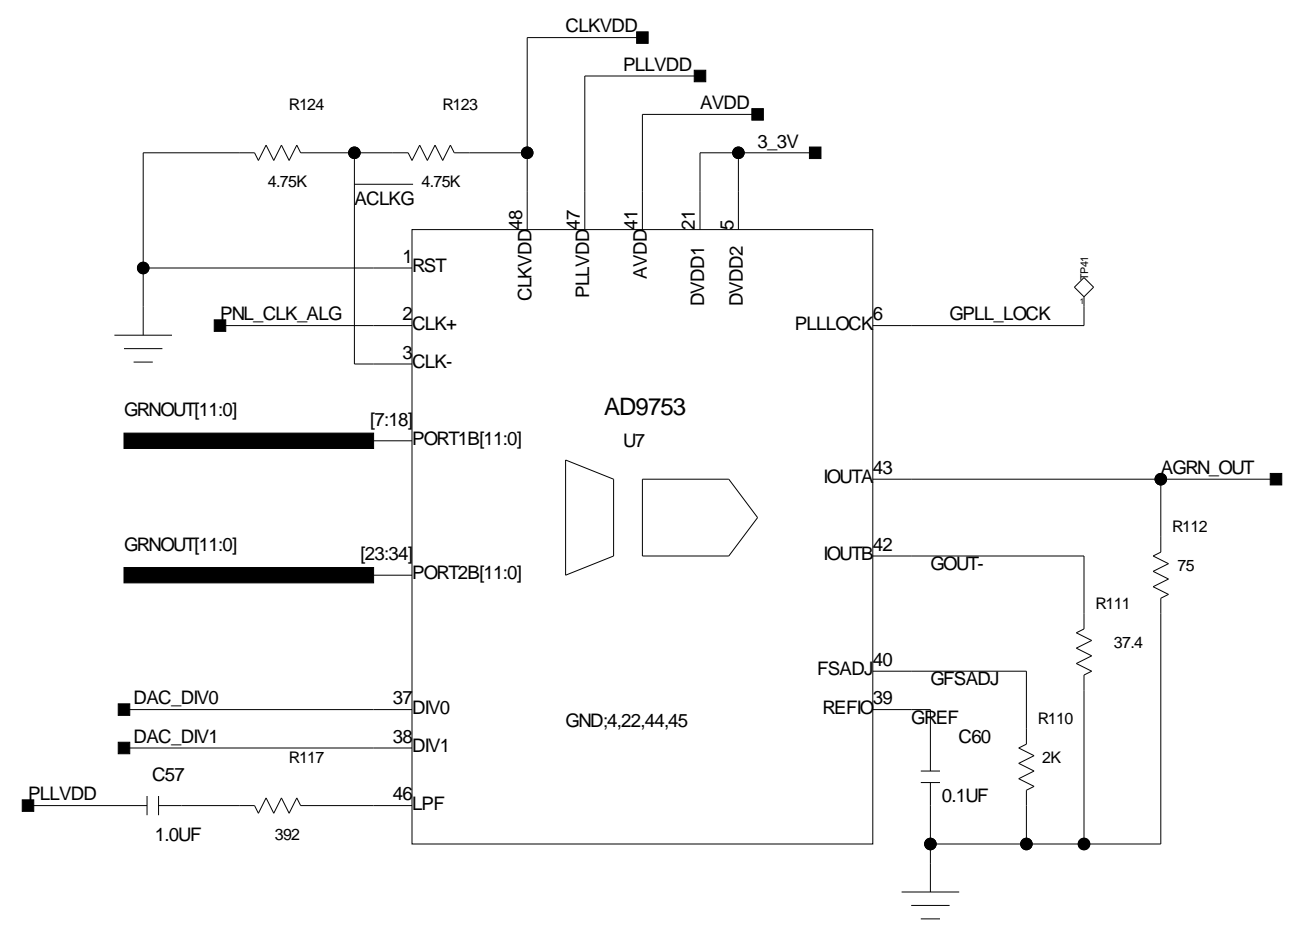 CLKVDD
PLLVDD
R124
R123
AVDD
3_3V
4.75K
4.75K
ACLKG
48
47
41
21
5
CLKVDD
PLLVDD
AVDD
DVDD1
DVDD2
1
RST
TP41
1
PNL_CLK_ALG
2
CLK+
PLLLOCK
6
GPLL_LOCK
3
CLK-
GRNOUT[11:0]
[7:18]
PORT1B[11:0]
AD9753
U7
IOUTA
43
AGRN_OUT
R112
75
GRNOUT[11:0]
[23:34]
PORT2B[11:0]
IOUTB
42
GOUT-
R111
37.4
FSADJ
40
GFSADJ
DAC_DIV0
37
DIV0
REFIO
39
GREF
R110
2K
GND;4,22,44,45
C60
0.1UF
DAC_DIV1
38
DIV1
R117
C57
PLLVDD
46
LPF
1.0UF
392